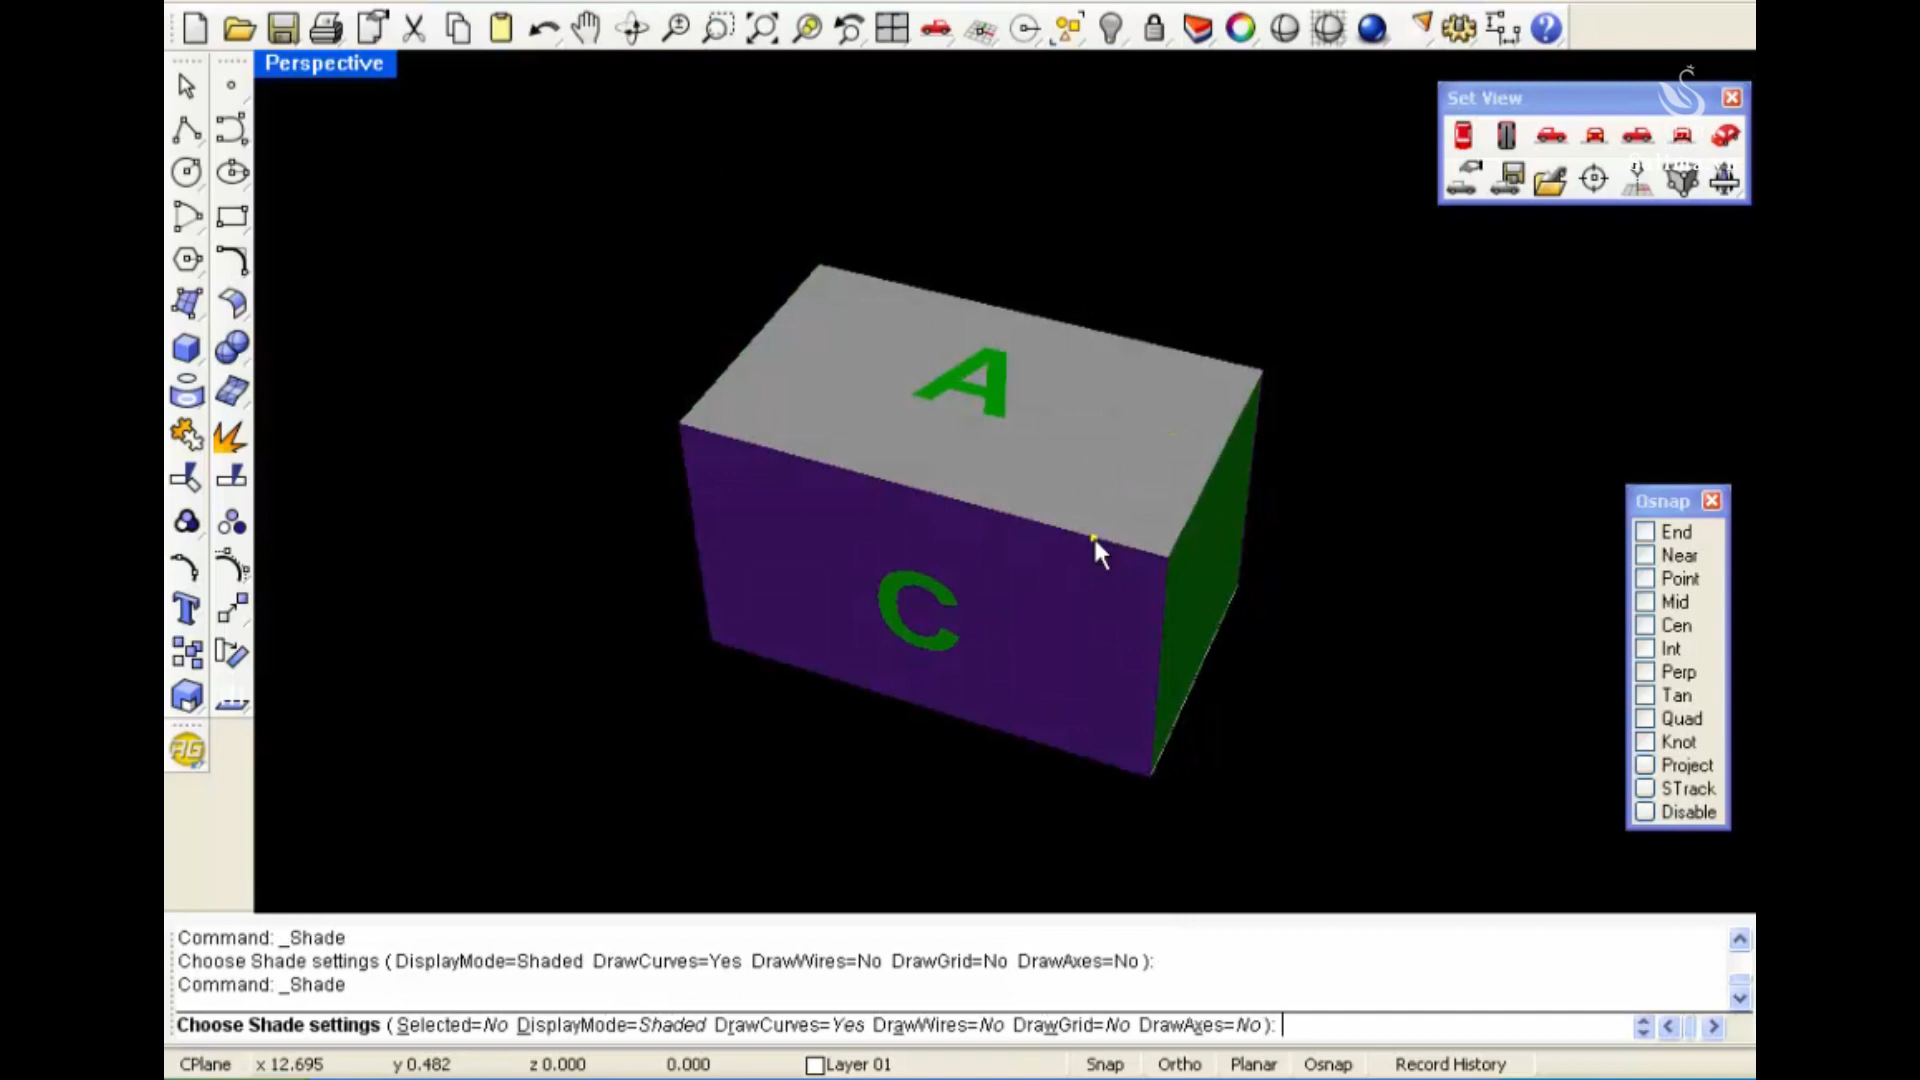 Perspective
Set View
A
C
Osnap
End
Near
Point
Mid
Cen
Int
Perp
Tan
Quad
Knot
Project
STrack
Disable
Command: _Shade
Choose Shade settings ( DisplayMode=Shaded DrawCurves=Yes DrawWires=No DrawGrid=No DrawAxes=No ):
Command: _Shade
Choose Shade settings ( Selected=No DisplayMode=Shaded DrawCurves=Yes DrawWires=No DrawGrid=No DrawAxes=No ):
CPlane x 12.695 y 0.482 z 0.000 0.000 Layer 01 Snap Ortho Planar Osnap Record History